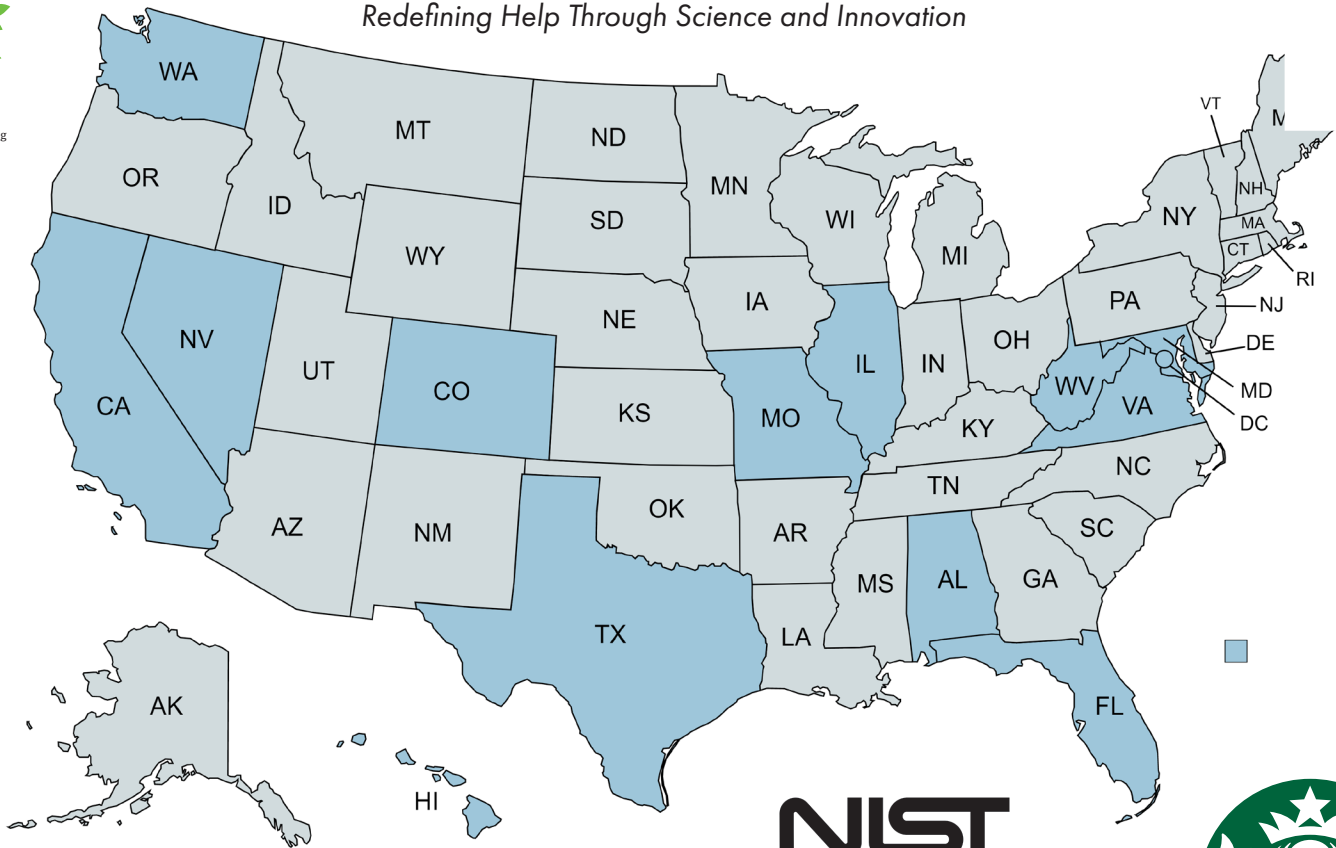 Redefining Help Through Science and Innovation
WA
MT
ND
MN
VT
OR
ID
SD
WI
NH
NY
MA
WY
MI
CT
RI
IA
PA
NJ
NE
NV
OH
DE
UT
IL
IN
CO
WV
MD
CA
KS
MO
VA
DC
KY
NC
TN
OK
SC
AZ
NM
AR
MS
AL
GA
TX
LA
AK
FL
HI
NIST
g